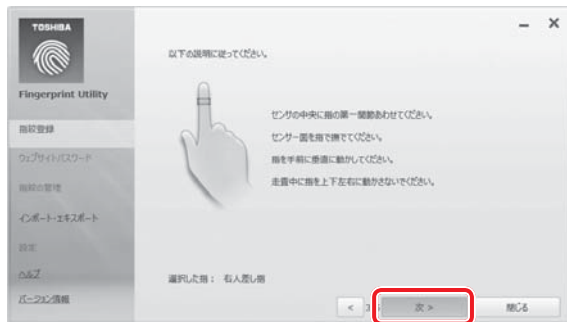 TOSHIBA
Fingerprint Utility
指紋登録
ウェブサイトパスワード
指紋の管理
インポート・エクスポート
設定
ヘルプ
バージョン情報
以下の説明に従ってください。
センサの中央に指の第一関節あわせてください。
センサー面を指で撫でてください。
指を手前に垂直に動かしてください。
走査中に指を上下左右に動かさないでください。
選択した指： 右人差し指
<
次 >
閉じる